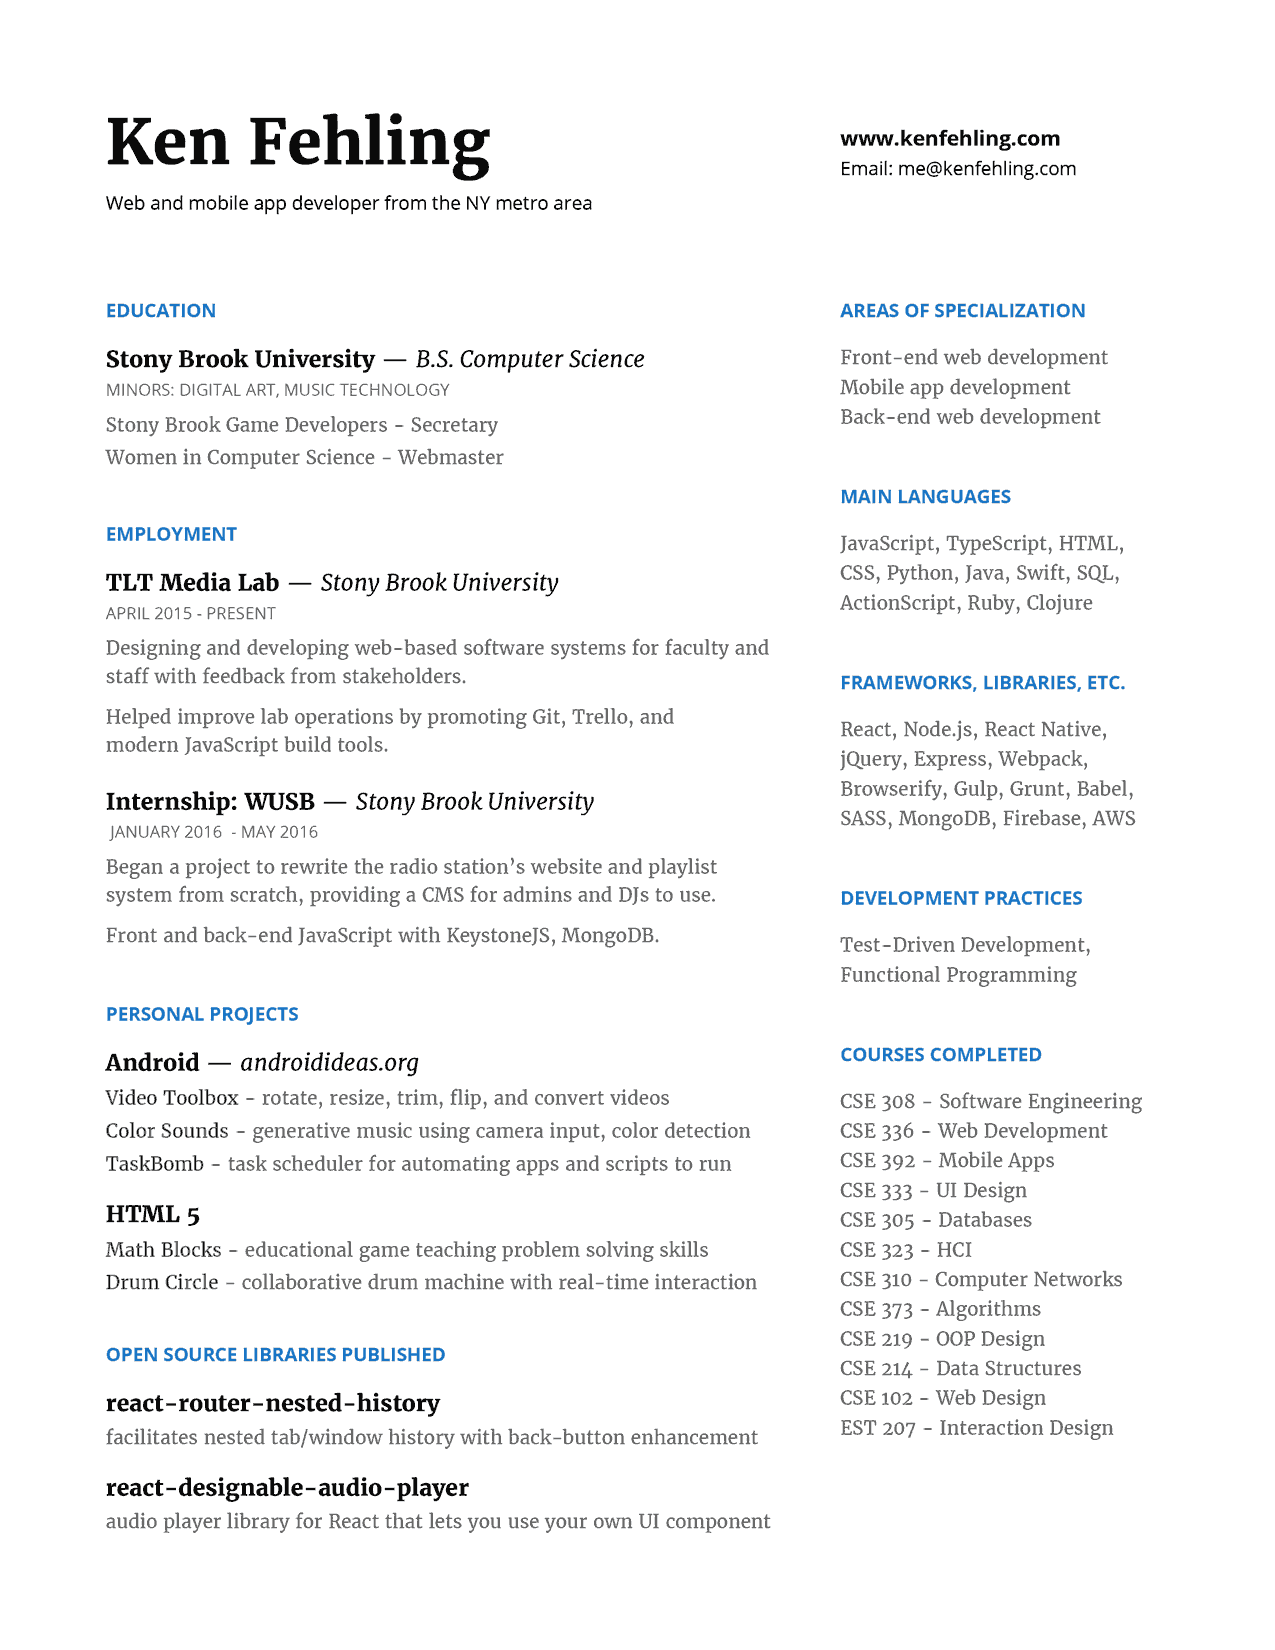 Ken Fehling
Web and mobile app developer from the NY metro area
www.kenfehling.com
Email: me@kenfehling.com
EDUCATION
Stony Brook University — B.S. Computer Science
MINORS: DIGITAL ART, MUSIC TECHNOLOGY
Stony Brook Game Developers - Secretary
Women in Computer Science - Webmaster
EMPLOYMENT
TLT Media Lab — Stony Brook University
APRIL 2015 - PRESENT
Designing and developing web-based software systems for faculty and
staff with feedback from stakeholders.
Helped improve lab operations by promoting Git, Trello, and
modern JavaScript build tools.
Internship: WUSB — Stony Brook University
JANUARY 2016  - MAY 2016
Began a project to rewrite the radio station’s website and playlist
system from scratch, providing a CMS for admins and DJs to use.
Front and back-end JavaScript with KeystoneJS, MongoDB.
PERSONAL PROJECTS
Android — androidideas.org
Video Toolbox - rotate, resize, trim, flip, and convert videos
Color Sounds - generative music using camera input, color detection
TaskBomb - task scheduler for automating apps and scripts to run
HTML 5
Math Blocks - educational game teaching problem solving skills
Drum Circle - collaborative drum machine with real-time interaction
OPEN SOURCE LIBRARIES PUBLISHED
react-router-nested-history
facilitates nested tab/window history with back-button enhancement
react-designable-audio-player
audio player library for React that lets you use your own UI component
AREAS OF SPECIALIZATION
Front-end web development
Mobile app development
Back-end web development
MAIN LANGUAGES
JavaScript, TypeScript, HTML,
CSS, Python, Java, Swift, SQL,
ActionScript, Ruby, Clojure
FRAMEWORKS, LIBRARIES, ETC.
React, Node.js, React Native,
jQuery, Express, Webpack,
Browserify, Gulp, Grunt, Babel,
SASS, MongoDB, Firebase, AWS
DEVELOPMENT PRACTICES
Test-Driven Development,
Functional Programming
COURSES COMPLETED
CSE 308 - Software Engineering
CSE 336 - Web Development
CSE 392 - Mobile Apps
CSE 333 - UI Design
CSE 305 - Databases
CSE 323 - HCI
CSE 310 - Computer Networks
CSE 373 - Algorithms
CSE 219 - OOP Design
CSE 214 - Data Structures
CSE 102 - Web Design
EST 207 - Interaction Design